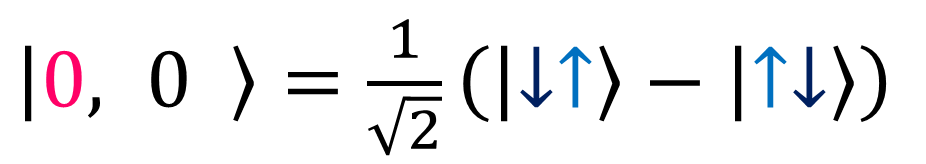 |0, 0 ⟩ = 1/√2 (|↓↑⟩ − |↑↓⟩)